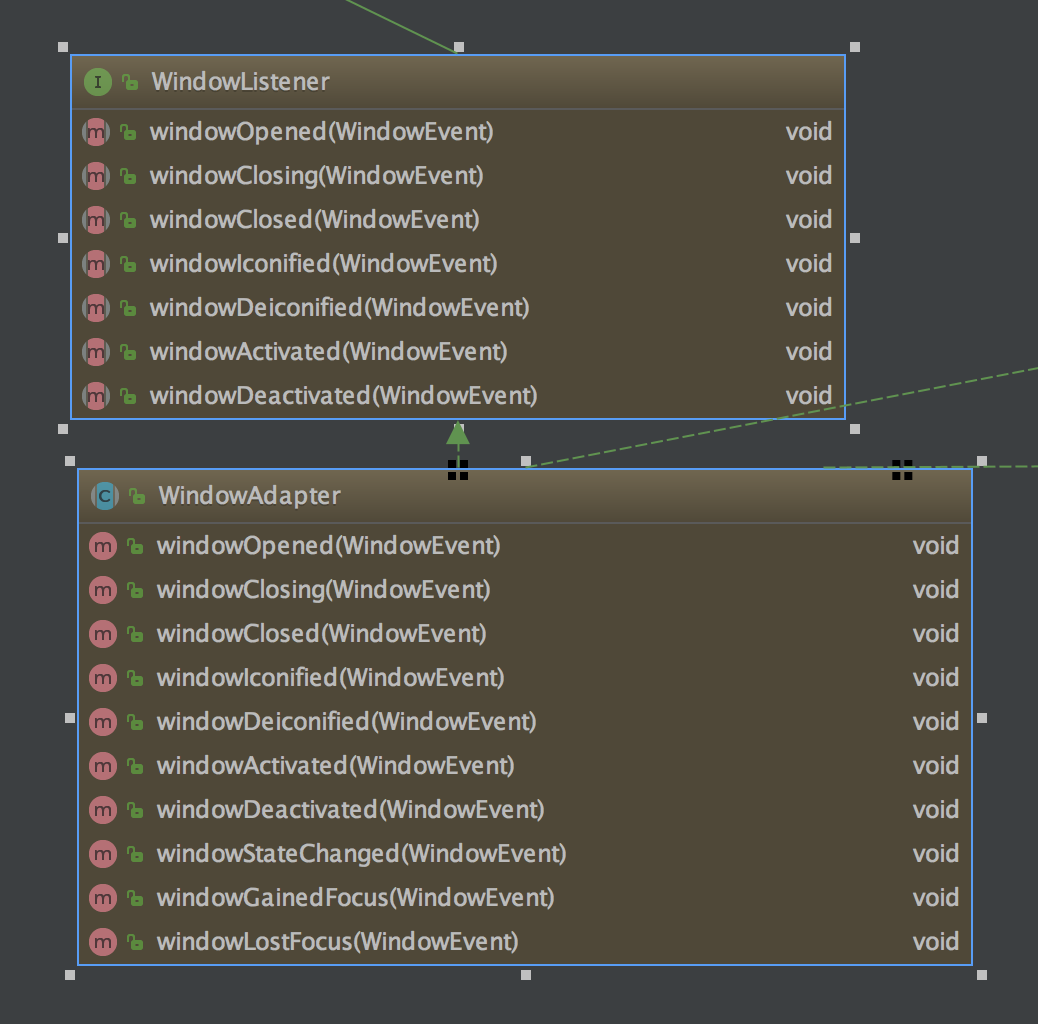 I WindowListener
m windowOpened(WindowEvent) void
m windowClosing(WindowEvent) void
m windowClosed(WindowEvent) void
m windowIconified(WindowEvent) void
m windowDeiconified(WindowEvent) void
m windowActivated(WindowEvent) void
m windowDeactivated(WindowEvent) void
C WindowAdapter
m windowOpened(WindowEvent) void
m windowClosing(WindowEvent) void
m windowClosed(WindowEvent) void
m windowIconified(WindowEvent) void
m windowDeiconified(WindowEvent) void
m windowActivated(WindowEvent) void
m windowDeactivated(WindowEvent) void
m windowStateChanged(WindowEvent) void
m windowGainedFocus(WindowEvent) void
m windowLostFocus(WindowEvent) void